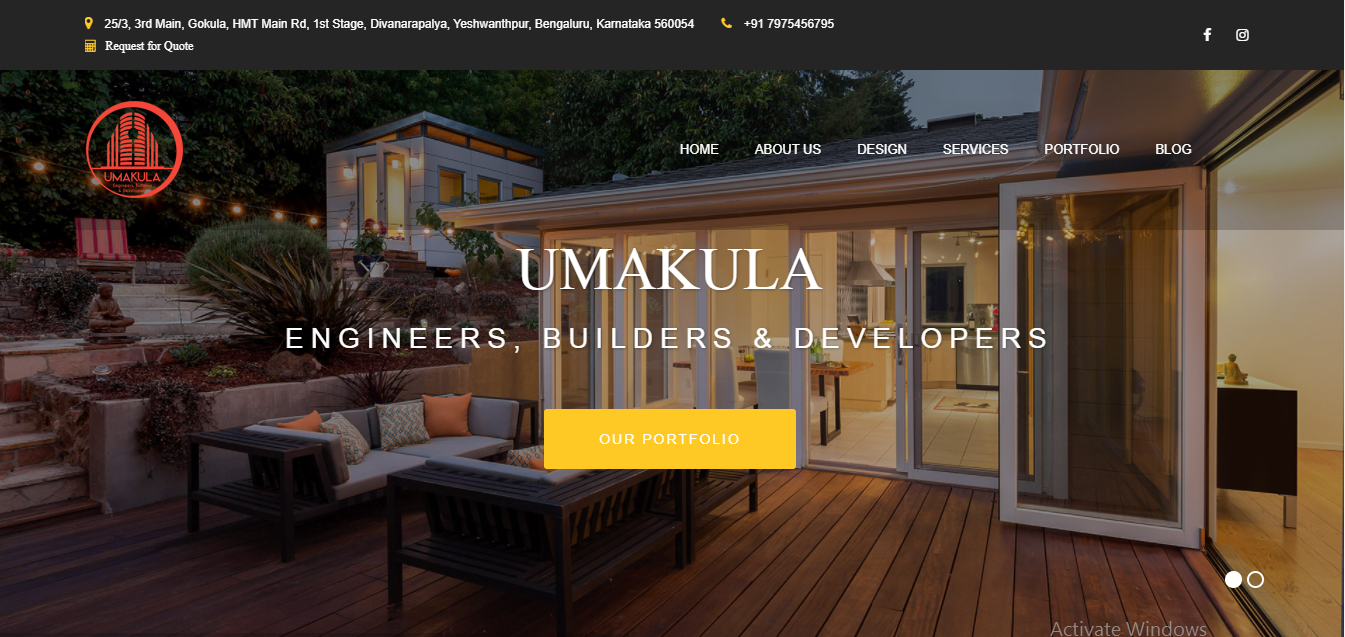 25/3, 3rd Main, Gokula, HMT Main Rd, 1st Stage, Divanarapalya, Yeshwanthpur, Bengaluru, Karnataka 560054
+91 7975456795
Request for Quote
UMAKULA
Engineers, Builders
& Developers
HOME
ABOUT US
DESIGN
SERVICES
PORTFOLIO
BLOG
UMAKULA
ENGINEERS, BUILDERS & DEVELOPERS
OUR PORTFOLIO
Activate Windows